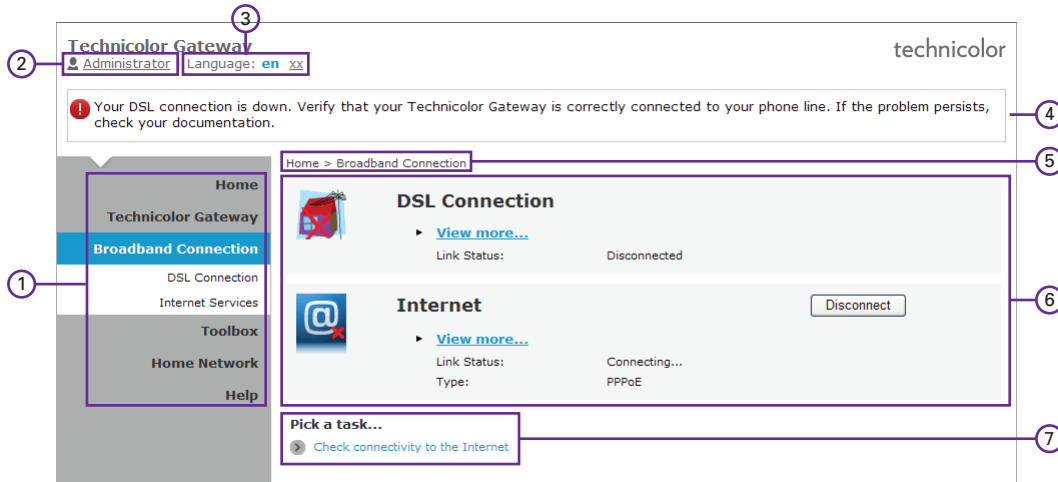 3
Technicolor Gateway
technicolor
2
Administrator
Language: en xx
Your DSL connection is down. Verify that your Technicolor Gateway is correctly connected to your phone line. If the problem persists,
check your documentation.
4
Home > Broadband Connection
5
Home
Technicolor Gateway
Broadband Connection
DSL Connection
Internet Services
Toolbox
Home Network
Help
1
DSL Connection
View more...
Link Status: Disconnected
Internet
Disconnect
View more...
Link Status: Connecting...
Type: PPPoE
6
Pick a task...
Check connectivity to the Internet
7